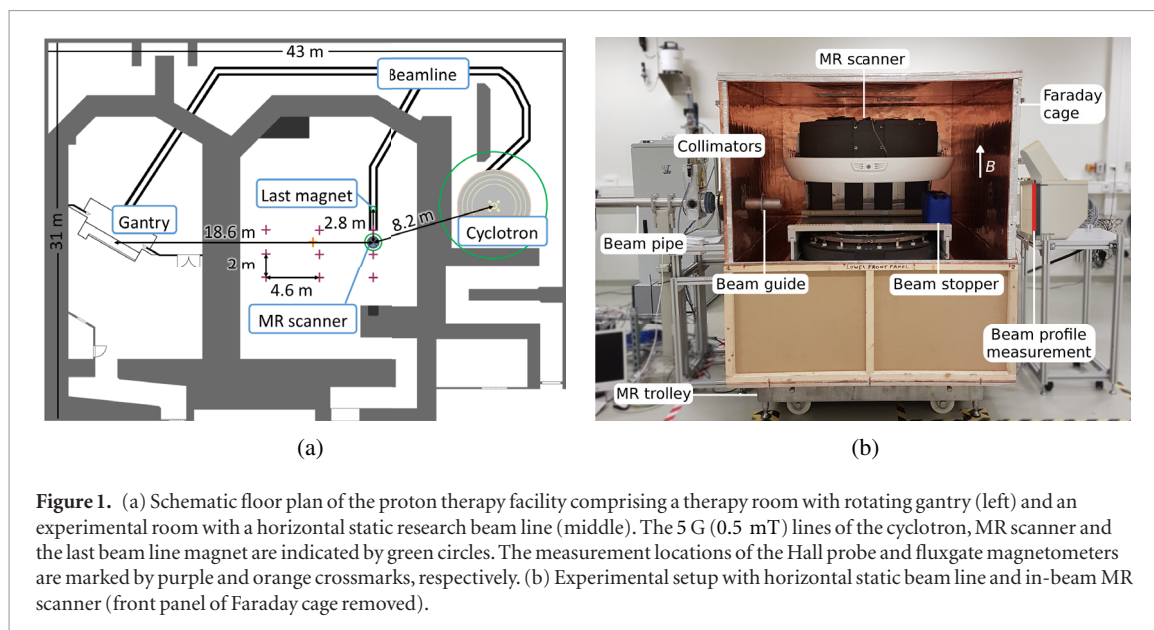 43 m
Beamline
Last magnet
Gantry
18.6 m
2.8 m
8.2 m
Cyclotron
31 m
2 m
4.6 m
MR scanner
(a)
MR scanner
Faraday
cage
Collimators
B
Beam pipe
LOWER FRONT PANEL
Beam guide
Beam stopper
Beam profile
measurement
MR trolley
(b)
Figure 1. (a) Schematic floor plan of the proton therapy facility comprising a therapy room with rotating gantry (left) and an
experimental room with a horizontal static research beam line (middle). The 5 G (0.5 mT) lines of the cyclotron, MR scanner and
the last beam line magnet are indicated by green circles. The measurement locations of the Hall probe and fluxgate magnetometers
are marked by purple and orange crossmarks, respectively. (b) Experimental setup with horizontal static beam line and in-beam MR
scanner (front panel of Faraday cage removed).